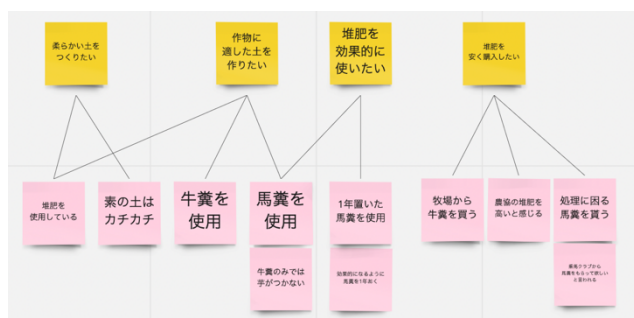 柔らかい土を
つくりたい
作物に
適した土を
作りたい
堆肥を
効果的に
使いたい
堆肥を
安く購入したい
堆肥を
使用している
素の土は
カチカチ
牛糞を
使用
馬糞を
使用
1年置いた
馬糞を使用
牧場から
牛糞を買う
農協の堆肥を
高いと感じる
処理に困る
馬糞を貰う
牛糞のみでは
芋がつかない
効果的になるように
馬糞を1年おく
乗馬クラブから
馬糞をもらって欲しい
と言われる